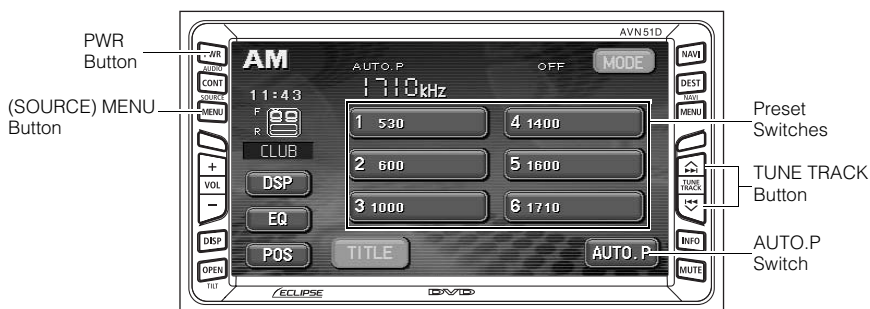 AVN51D
PWR
Button
(SOURCE) MENU
Button
PWR
AUDIO
CONT
SOURCE
MENU
+
VOL
−
DISP
OPEN
TILT
AM
AUTO.P
OFF
MODE
1710kHz
11:43
F
R
CLUB
DSP
EQ
POS
1 530
2 600
3 1000
4 1400
5 1600
6 1710
TITLE
AUTO.P
NAVI
DEST
NAVI
MENU
TUNE
TRACK
INFO
MUTE
ECLIPSE
DVD
Preset
Switches
TUNE TRACK
Button
AUTO.P
Switch